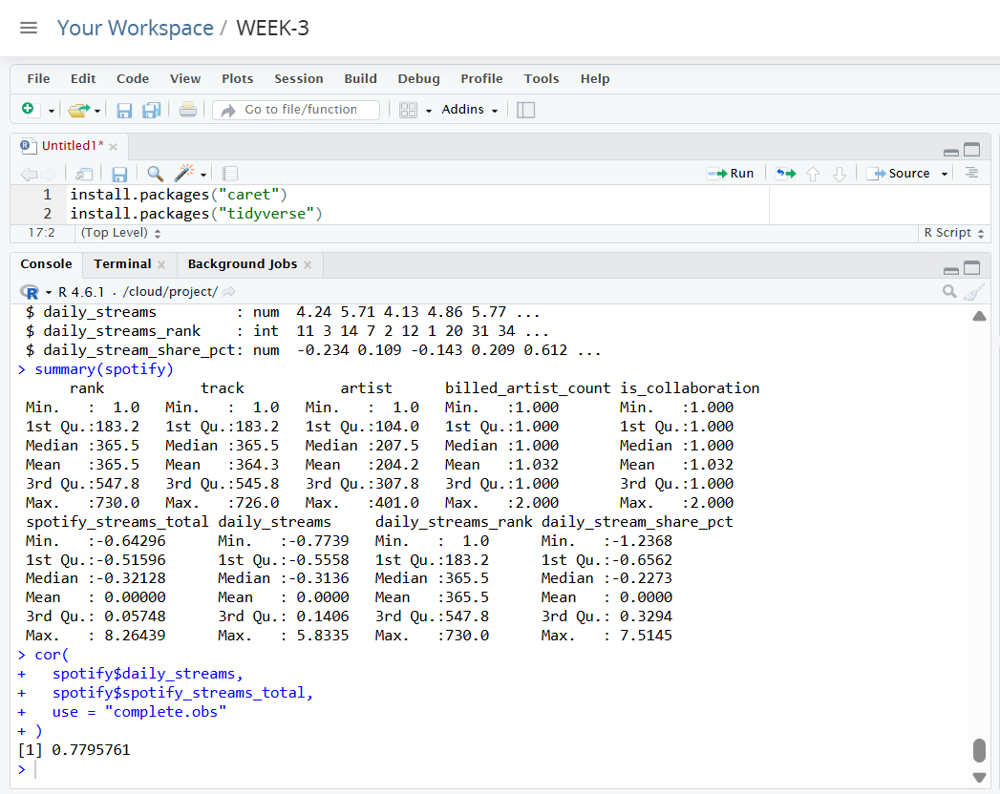 Your Workspace / WEEK-3
File Edit Code View Plots Session Build Debug Profile Tools Help
Go to file/function Addins
Untitled1*
Run Source
1 install.packages("caret")
2 install.packages("tidyverse")
17:2 (Top Level) R Script
Console Terminal Background Jobs
R 4.6.1 · /cloud/project/
$ daily_streams         : num  4.24 5.71 4.13 4.86 5.77 ...
$ daily_streams_rank    : int  11 3 14 7 2 12 1 20 31 34 ...
$ daily_stream_share_pct: num  -0.234 0.109 -0.143 0.209 0.612 ...
> summary(spotify)
      rank           track           artist      billed_artist_count is_collaboration
 Min.   :  1.0   Min.   :  1.0   Min.   :  1.0   Min.   :1.000       Min.   :1.000
 1st Qu.:183.2   1st Qu.:183.2   1st Qu.:104.0   1st Qu.:1.000       1st Qu.:1.000
 Median :365.5   Median :365.5   Median :207.5   Median :1.000       Median :1.000
 Mean   :365.5   Mean   :364.3   Mean   :204.2   Mean   :1.032       Mean   :1.032
 3rd Qu.:547.8   3rd Qu.:545.8   3rd Qu.:307.8   3rd Qu.:1.000       3rd Qu.:1.000
 Max.   :730.0   Max.   :726.0   Max.   :401.0   Max.   :2.000       Max.   :2.000
 spotify_streams_total daily_streams     daily_streams_rank daily_stream_share_pct
 Min.   :-0.64296      Min.   :-0.7739   Min.   :  1.0      Min.   :-1.2368
 1st Qu.:-0.51596      1st Qu.:-0.5558   1st Qu.:183.2      1st Qu.:-0.6562
 Median :-0.32128      Median :-0.3136   Median :365.5      Median :-0.2273
 Mean   : 0.00000      Mean   : 0.0000   Mean   :365.5      Mean   : 0.0000
 3rd Qu.: 0.05748      3rd Qu.: 0.1406   3rd Qu.:547.8      3rd Qu.: 0.3294
 Max.   : 8.26439      Max.   : 5.8335   Max.   :730.0      Max.   : 7.5145
> cor(
+   spotify$daily_streams,
+   spotify$spotify_streams_total,
+   use = "complete.obs"
+ )
[1] 0.7795761
>